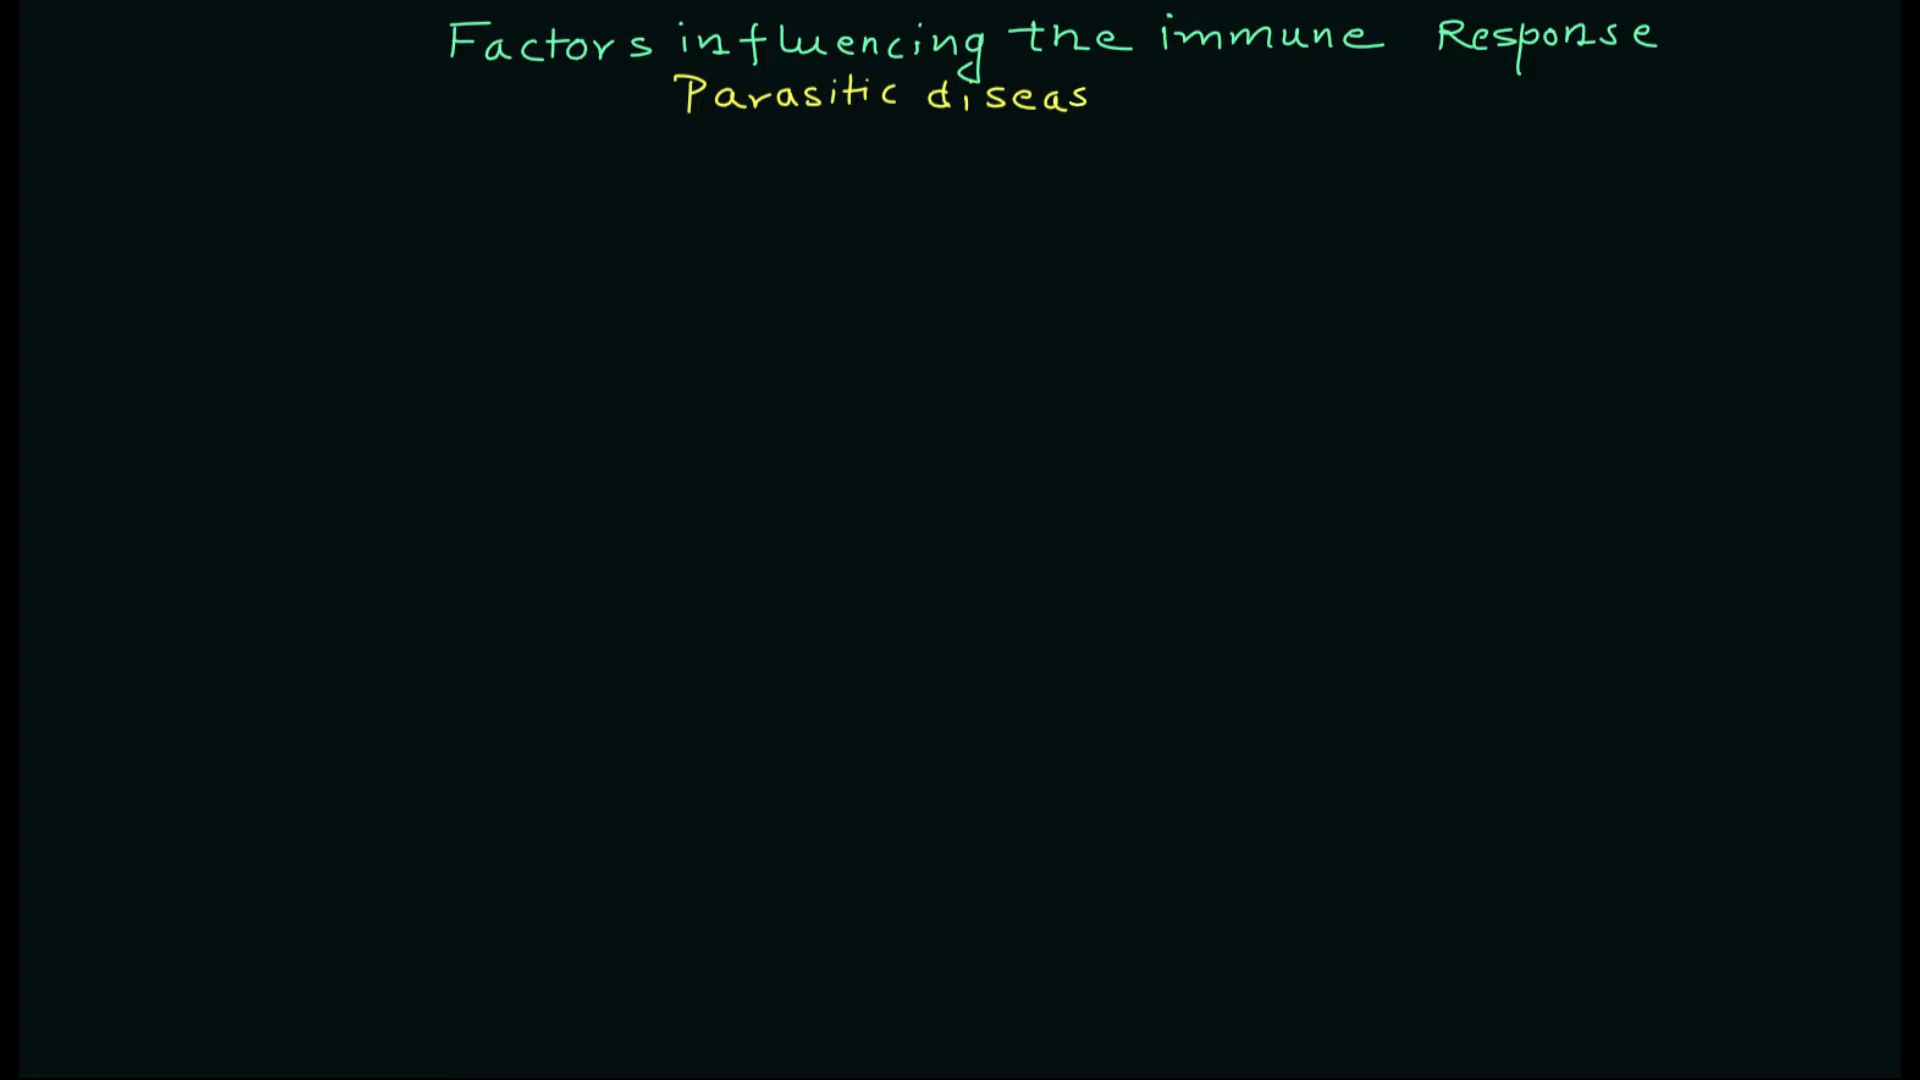 Factors influencing the immune Response
Parasitic diseas